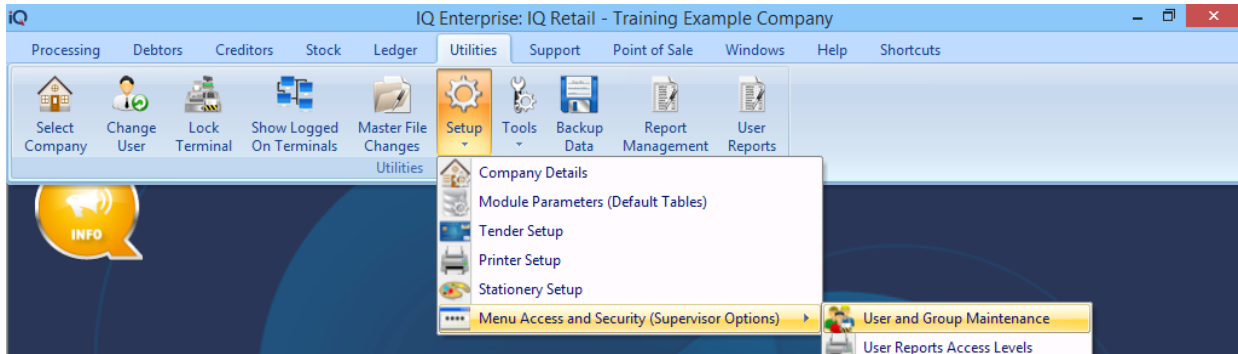 iQ IQ Enterprise: IQ Retail - Training Example Company
Processing Debtors Creditors Stock Ledger Utilities Support Point of Sale Windows Help Shortcuts
Select Change Lock Show Logged Master File Setup Tools Backup Report User
Company User Terminal On Terminals Changes Data Management Reports
Utilities
Company Details
Module Parameters (Default Tables)
INFO
Tender Setup
Printer Setup
Stationery Setup
Menu Access and Security (Supervisor Options) User and Group Maintenance
User Reports Access Levels